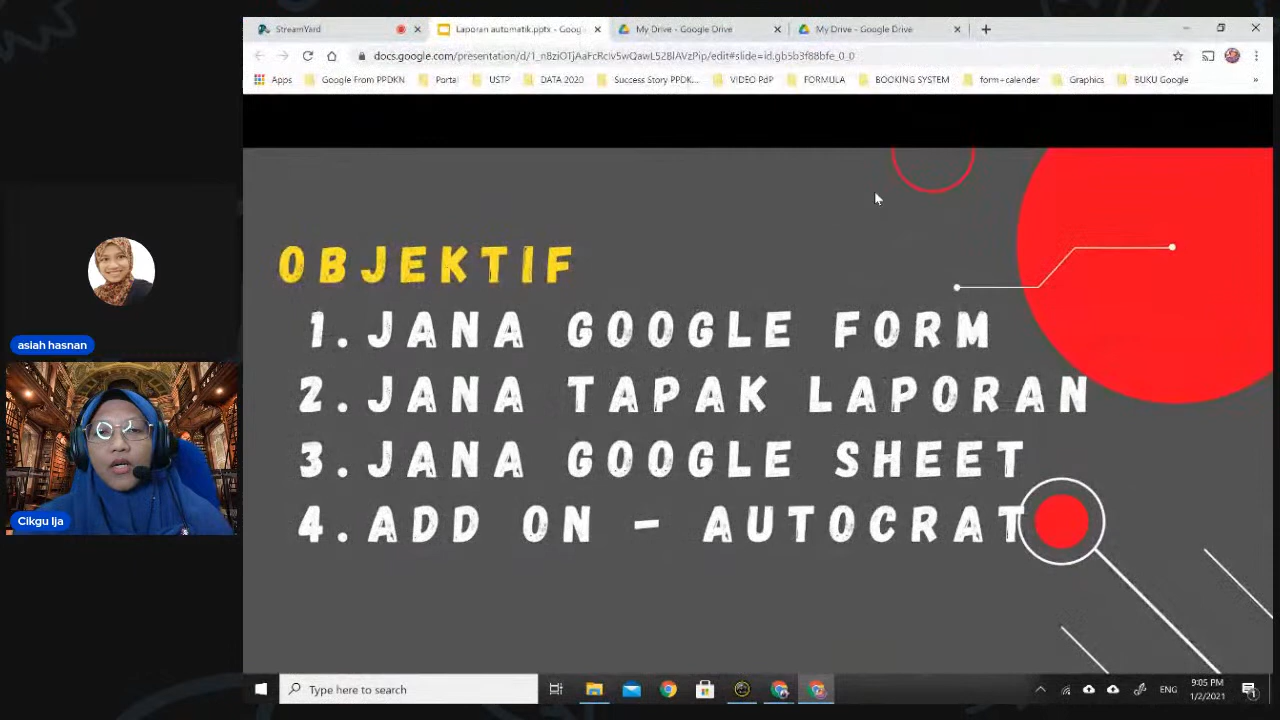 StreamYard
Laporan automatik.pptx - Goog
My Drive - Google Drive
My Drive - Google Drive
Apps
Google From PPDKN
Portal
USTP
DATA 2020
Success Story PPDK...
VIDEO PdP
FORMULA
BOOKING SYSTEM
form+calender
Graphics
BUKU Google
OBJEKTIF
1. JANA GOOGLE FORM
2. JANA TAPAK LAPORAN
3. JANA GOOGLE SHEET
4. ADD ON - AUTOCRAT
asiah hasnan
Cikgu Ija
Type here to search
ENG
9:05 PM
1/2/2021